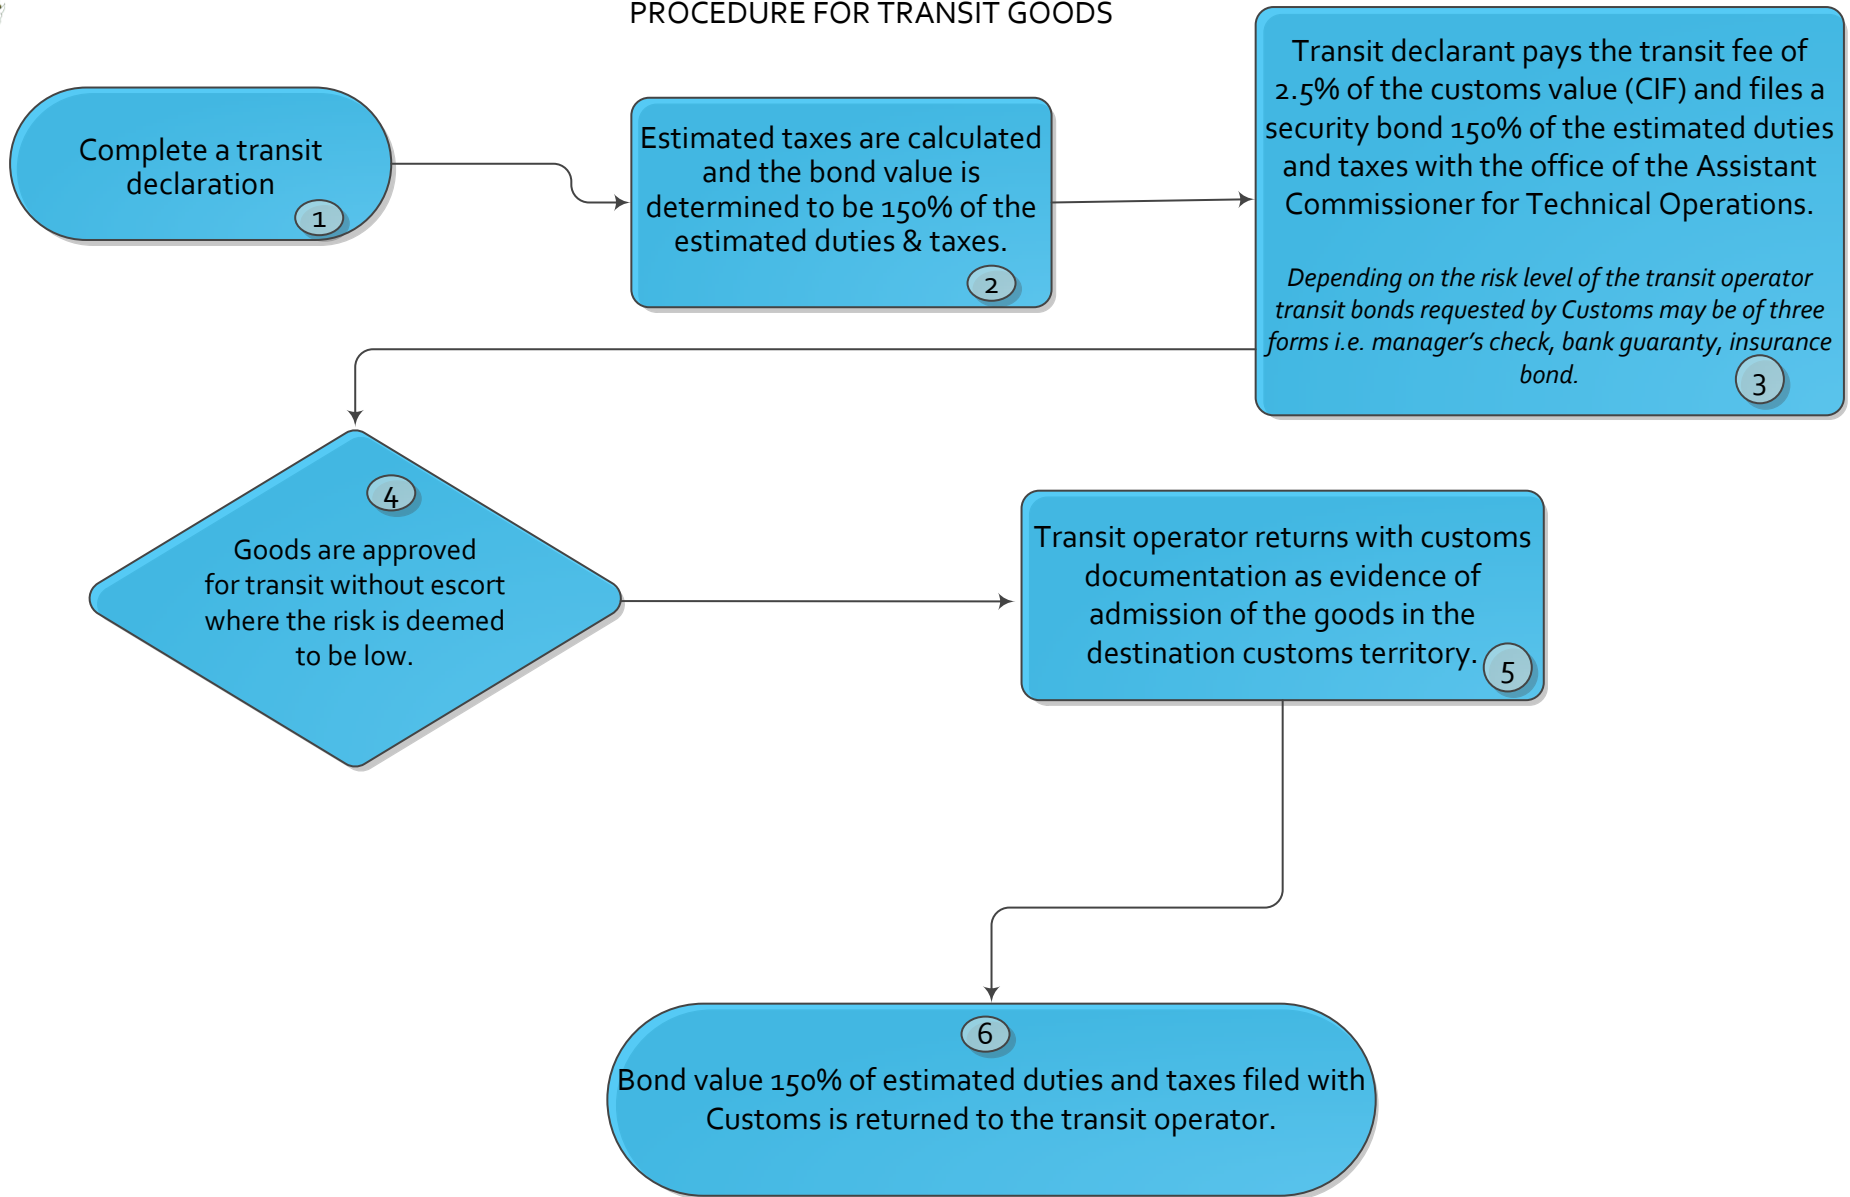 PROCEDURE FOR TRANSIT GOODS
Complete a transit
declaration
1
Estimated taxes are calculated
and the bond value is
determined to be 150% of the
estimated duties & taxes.
2
Transit declarant pays the transit fee of
2.5% of the customs value (CIF) and files a
security bond 150% of the estimated duties
and taxes with the office of the Assistant
Commissioner for Technical Operations.
Depending on the risk level of the transit operator
transit bonds requested by Customs may be of three
forms i.e. manager’s check, bank guaranty, insurance
bond.
3
4
Goods are approved
for transit without escort
where the risk is deemed
to be low.
Transit operator returns with customs
documentation as evidence of
admission of the goods in the
destination customs territory.
5
6
Bond value 150% of estimated duties and taxes filed with
Customs is returned to the transit operator.